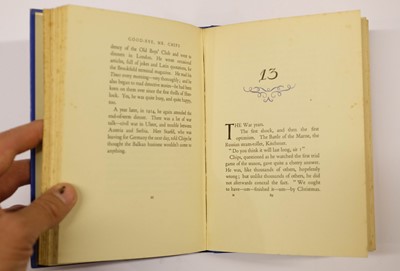 GOOD-BYE, MR. CHIPS
dency of the Old Boys' Club and went to
dinners in London. He wrote occasional
articles, full of jokes and Latin quotations, for
the Brookfield terminal magazine. He read his
Times every morning—very thoroughly; and he
also began to read detective stories—he had been
keen on them ever since the first thrills of Sher-
lock. Yes, he was quite happy, and quite happy,
too.
A year later, in 1914, he again attended the
end-of-term dinner. There was a lot of war
talk—civil war in Ulster, and trouble between
Austria and Serbia. Herr Staefel, who was
leaving for Germany the next day, told Chips he
thought the Balkan business wouldn't come to
anything.
13
THE War years.
The first shock, and then the first
optimism. The Battle of the Marne, the
Russian steam-roller, Kitchener.
"Do you think it will last long, sir?"
Chips, questioned as he watched the first trial
game of the season, gave quite a cheery answer.
He was, like thousands of others, hopelessly
wrong; but, unlike thousands of others, he did
not afterwards conceal the fact. "We ought
to have—um—finished it—um—by Christmas.